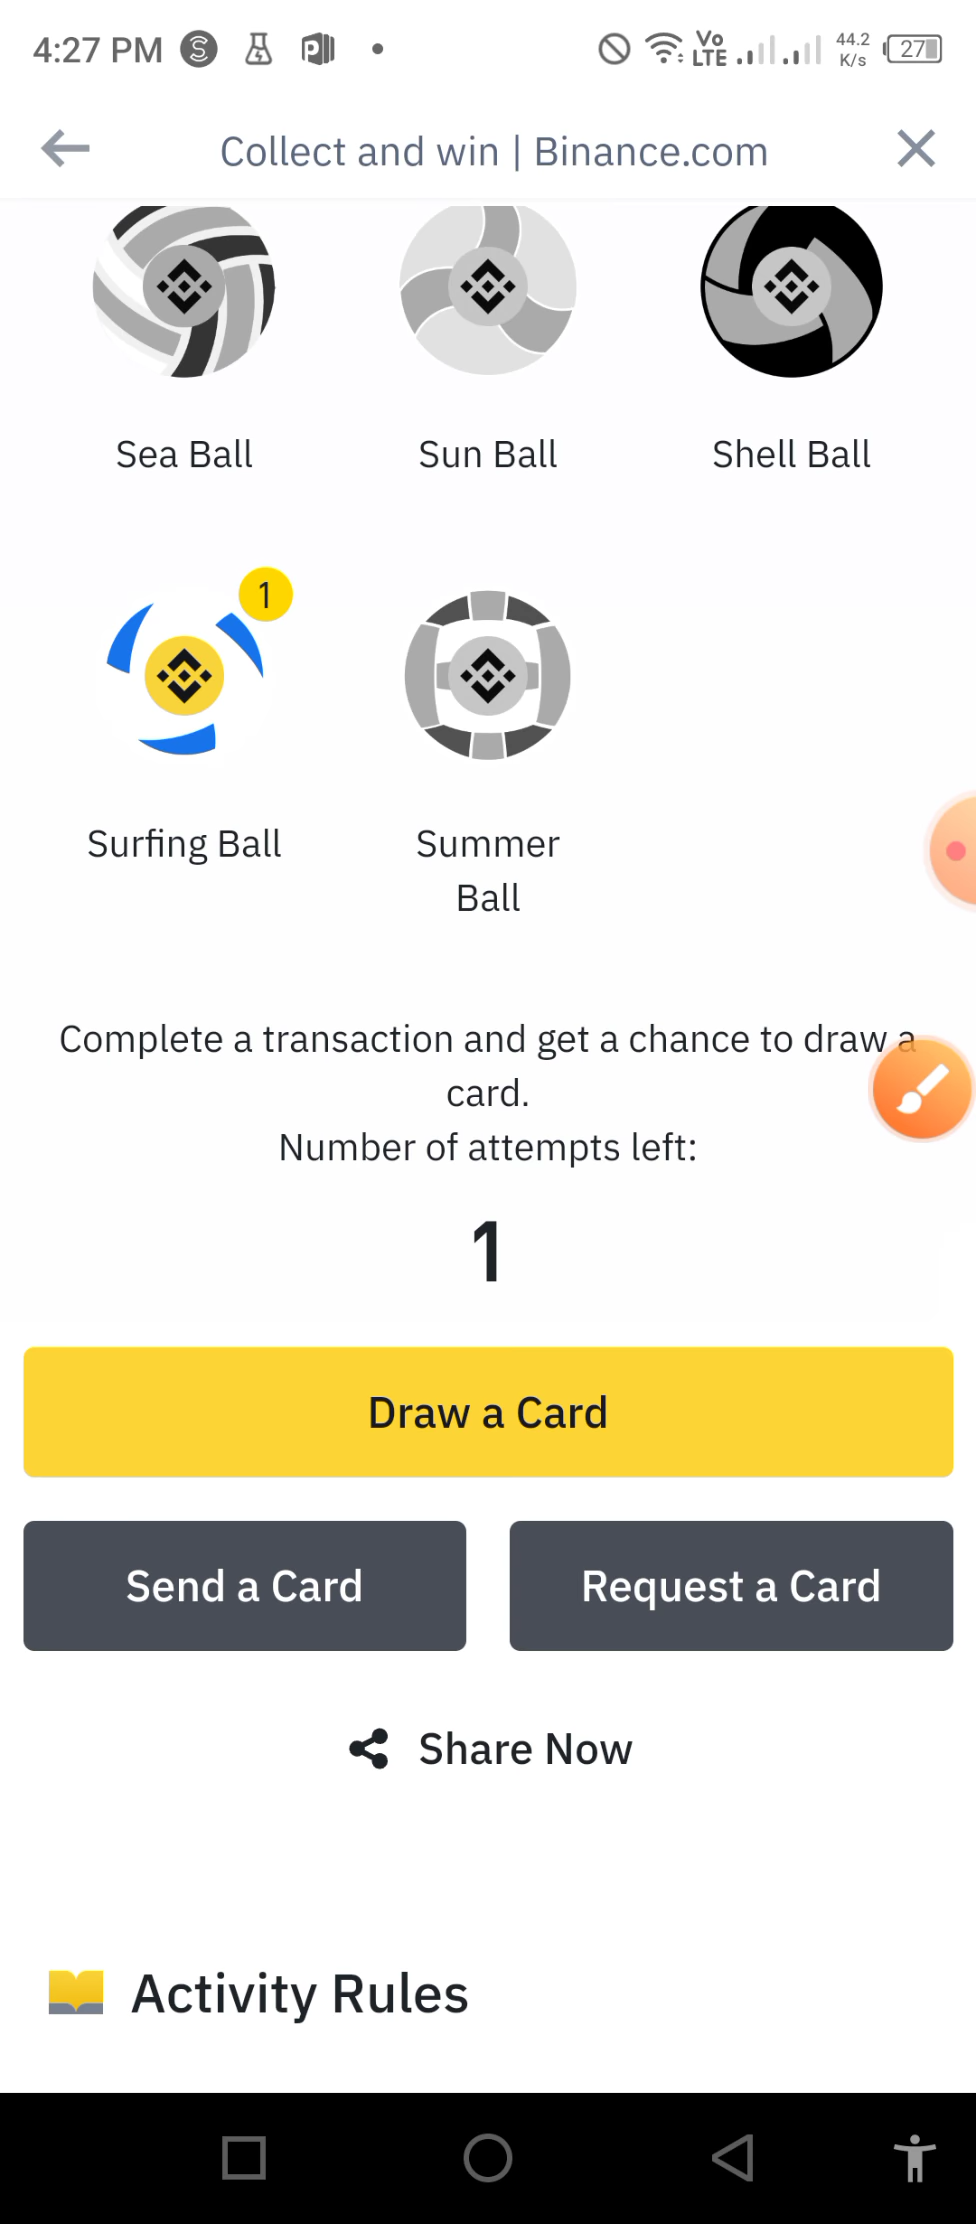 4:27 PM
Vo
LTE
44.2
K/s
27
Collect and win | Binance.com
Sea Ball
Sun Ball
Shell Ball
1
Surfing Ball
Summer
Ball
Complete a transaction and get a chance to draw a
card.
Number of attempts left:
1
Draw a Card
Send a Card
Request a Card
Share Now
Activity Rules